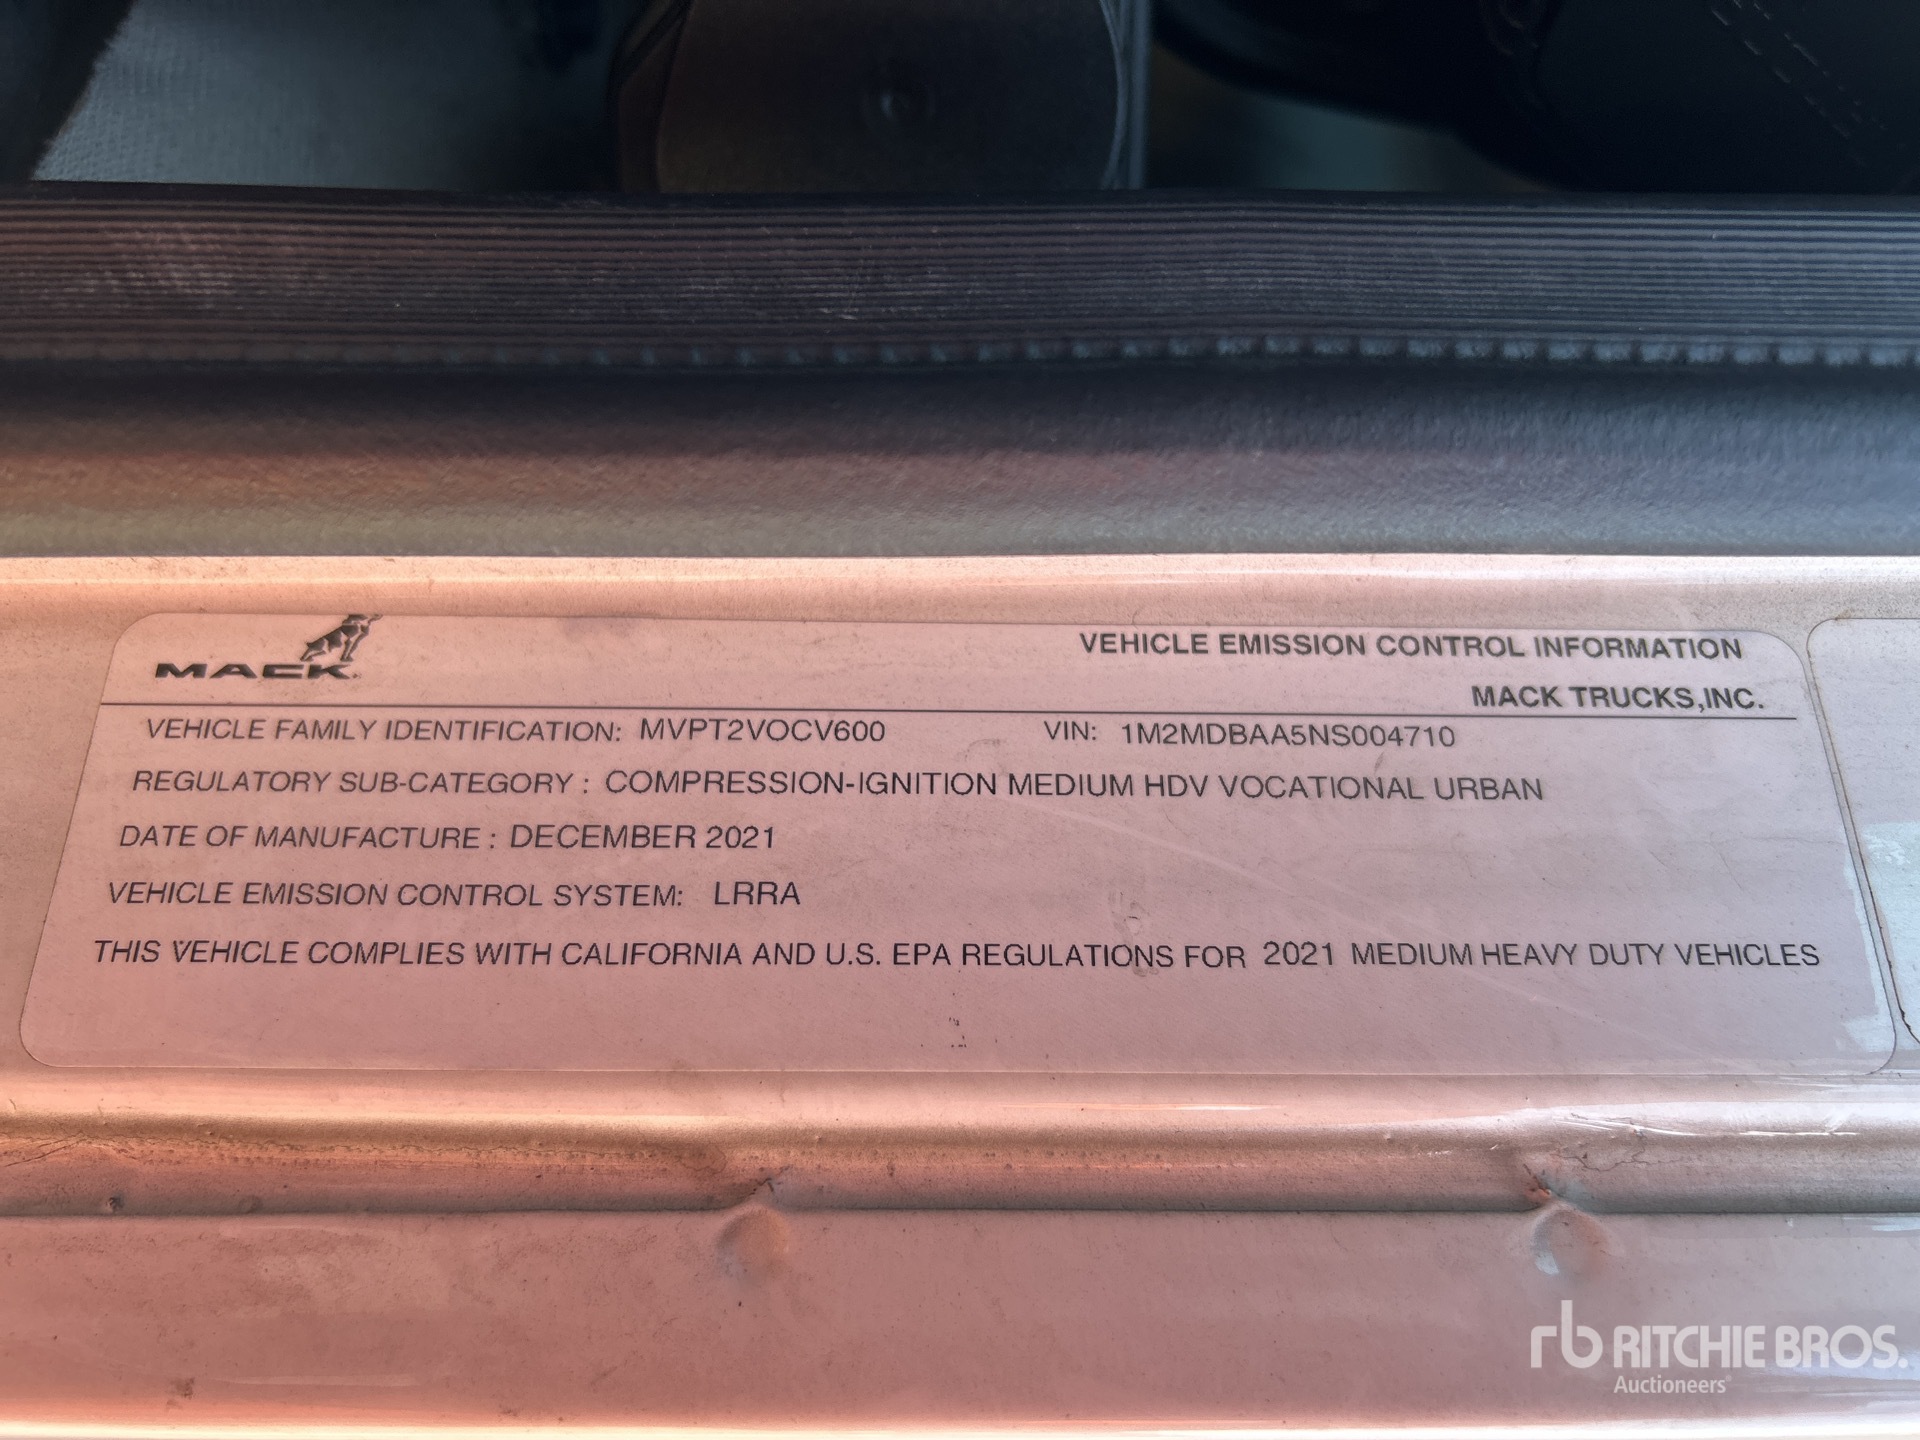 MACK
VEHICLE EMISSION CONTROL INFORMATION
MACK TRUCKS,INC.
VEHICLE FAMILY IDENTIFICATION: MVPT2VOCV600 VIN: 1M2MDBAA5NS004710
REGULATORY SUB-CATEGORY : COMPRESSION-IGNITION MEDIUM HDV VOCATIONAL URBAN
DATE OF MANUFACTURE : DECEMBER 2021
VEHICLE EMISSION CONTROL SYSTEM: LRRA
THIS VEHICLE COMPLIES WITH CALIFORNIA AND U.S. EPA REGULATIONS FOR 2021 MEDIUM HEAVY DUTY VEHICLES
rb RITCHIE BROS.
Auctioneers